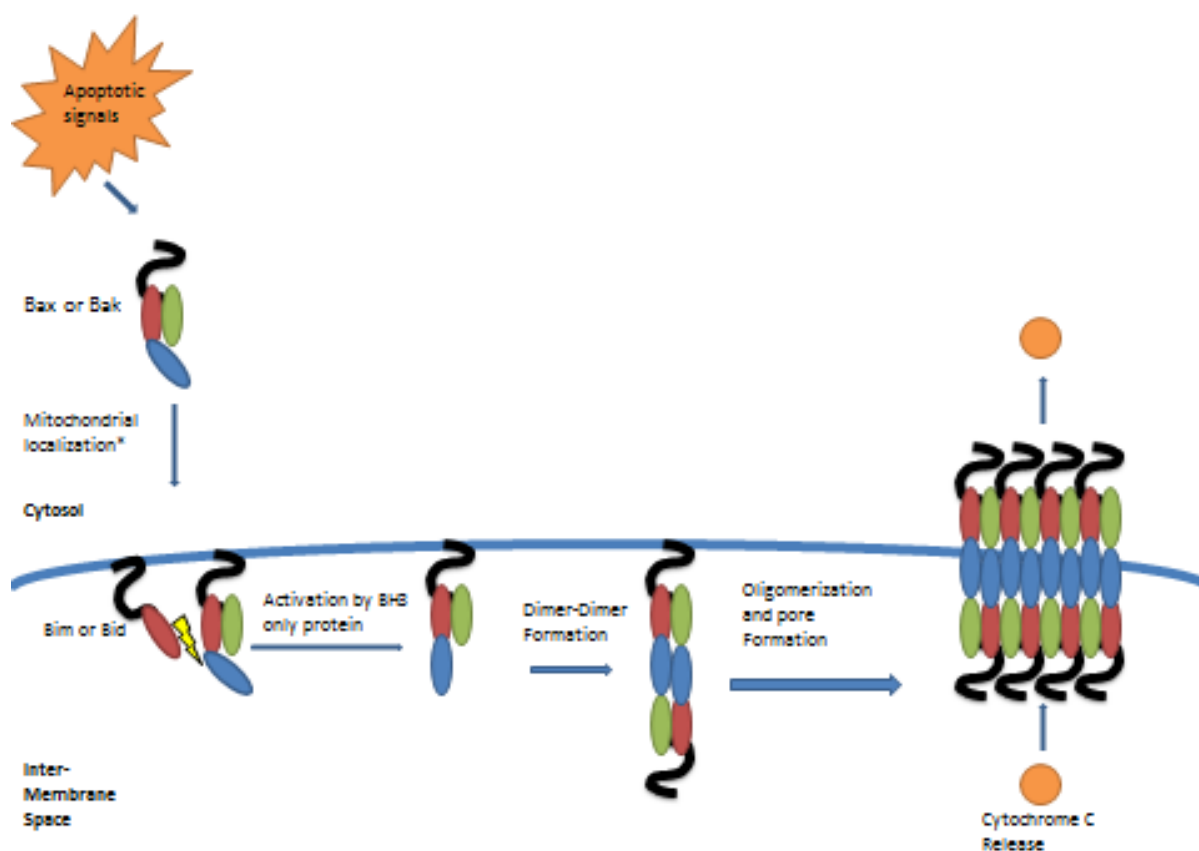 Apoptotic
signals
Bax or Bak
Mitochondrial
localization*
Cytosol
Bim or Bid
Activation by BH3
only protein
Dimer-Dimer
Formation
Oligomerization
and pore
Formation
Inter-
Membrane
Space
Cytochrome C
Release